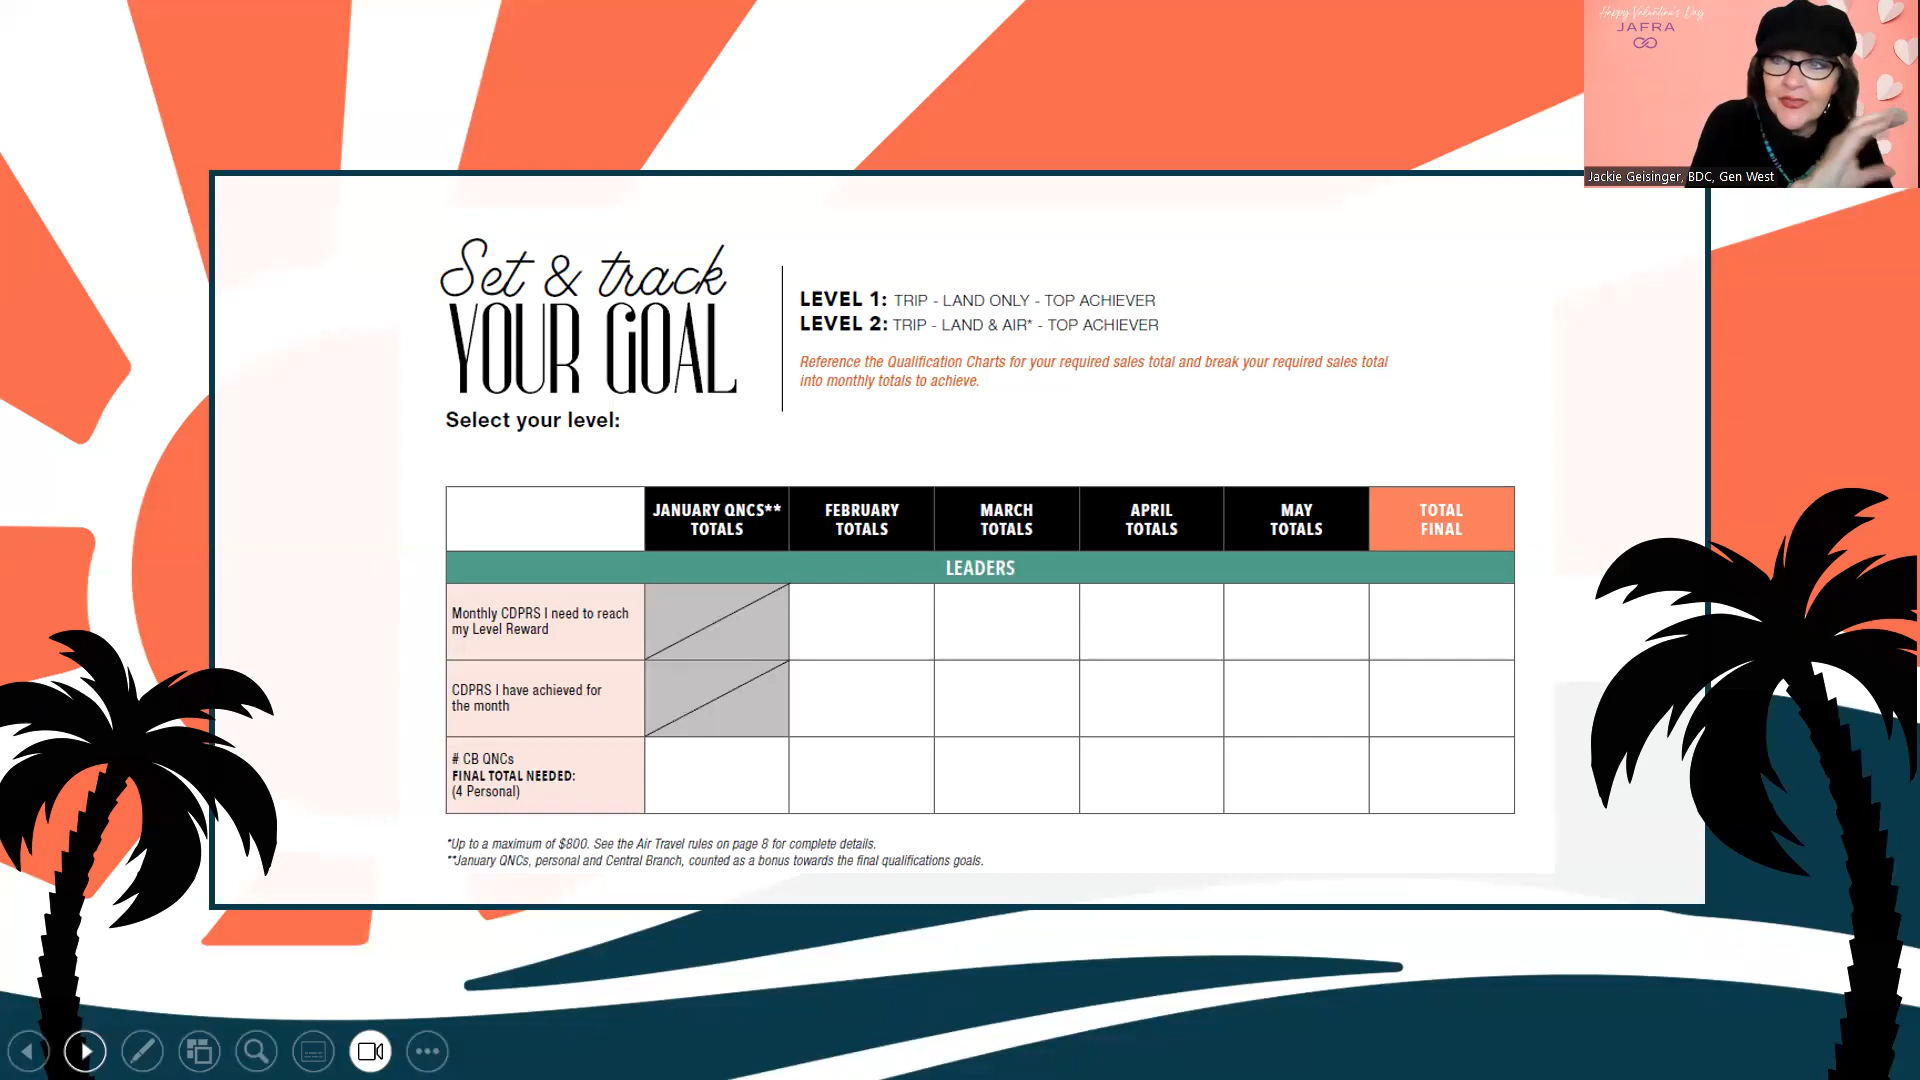 Happy Valentine's Day
JAFRA
Jackie Geisinger, BDC, Gen West
Set & track
YOUR GOAL
Select your level:
LEVEL 1: TRIP - LAND ONLY - TOP ACHIEVER
LEVEL 2: TRIP - LAND & AIR* - TOP ACHIEVER
Reference the Qualification Charts for your required sales total and break your required sales total
into monthly totals to achieve.
JANUARY QNCS**
TOTALS
FEBRUARY
TOTALS
MARCH
TOTALS
APRIL
TOTALS
MAY
TOTALS
TOTAL
FINAL
LEADERS
Monthly CDPRS I need to reach
my Level Reward
CDPRS I have achieved for
the month
# CB QNCs
FINAL TOTAL NEEDED:
(4 Personal)
*Up to a maximum of $800. See the Air Travel rules on page 8 for complete details.
**January QNCs, personal and Central Branch, counted as a bonus towards the final qualifications goals.